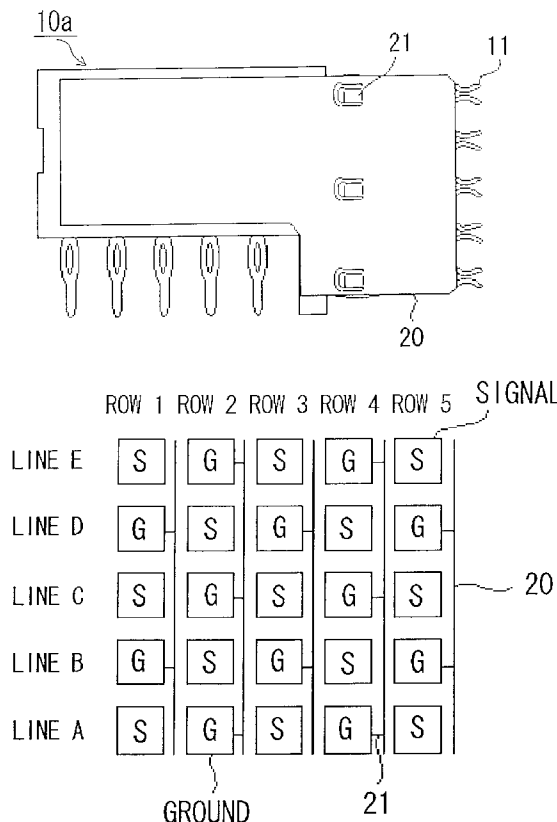 10a
21
11
20
ROW 1 ROW 2 ROW 3 ROW 4 ROW 5
SIGNAL
LINE E S G S G S
LINE D G S G S G
LINE C S G S G S
20
LINE B G S G S G
LINE A S G S G S
GROUND
21